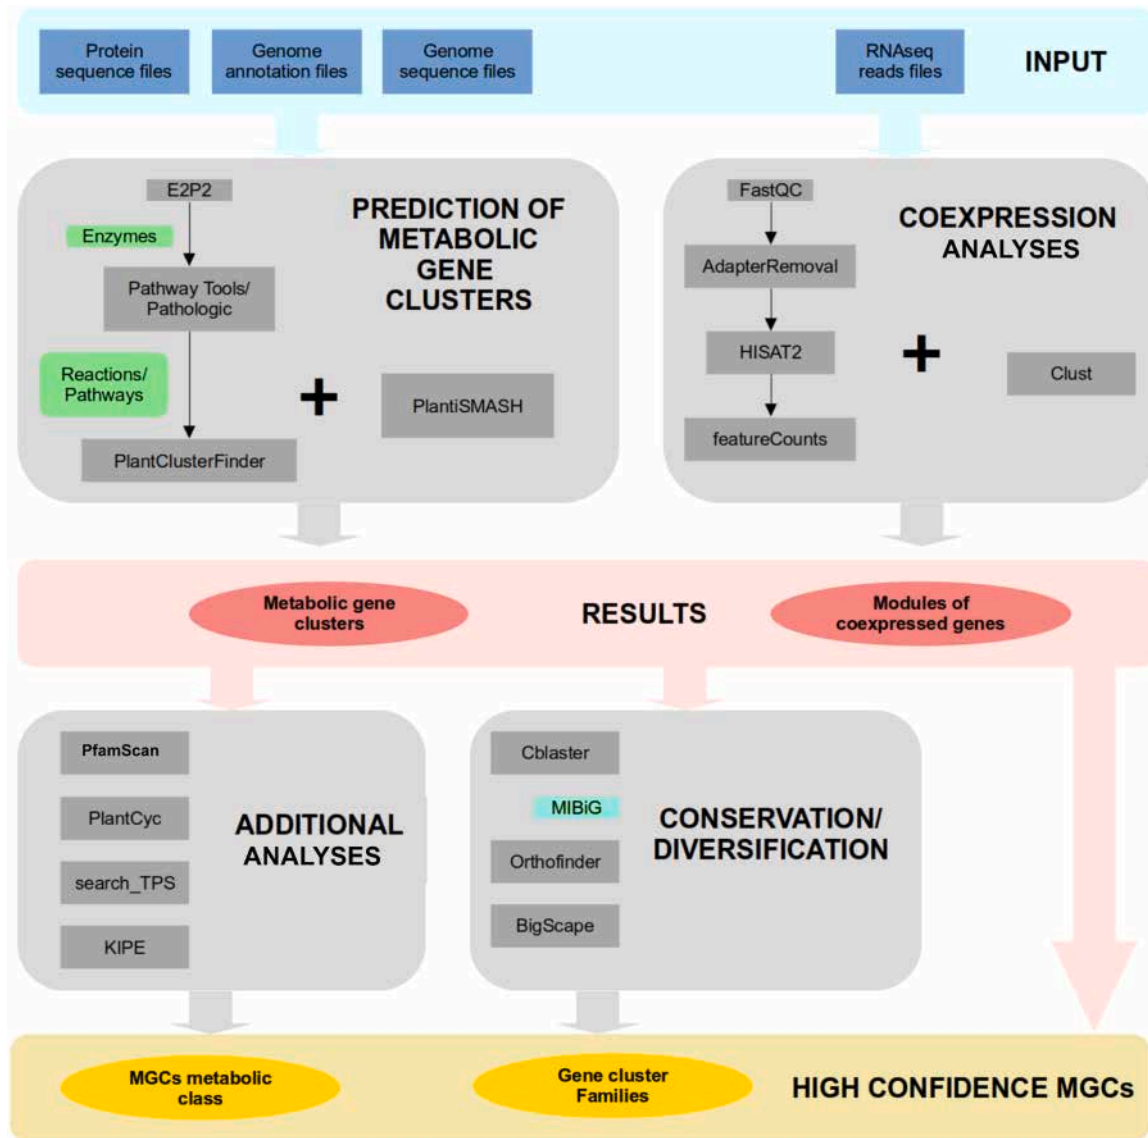 Protein
sequence files
Genome
annotation files
Genome
sequence files
RNAseq
reads files
INPUT
E2P2
Enzymes
Pathway Tools/
Pathologic
Reactions/
Pathways
PlantClusterFinder
PREDICTION OF
METABOLIC
GENE
CLUSTERS
+
PlantiSMASH
FastQC
AdapterRemoval
HISAT2
featureCounts
COEXPRESSION
ANALYSES
+
Clust
Metabolic gene
clusters
RESULTS
Modules of
coexpressed genes
PfamScan
PlantCyc
search_TPS
KIPE
ADDITIONAL
ANALYSES
Cblaster
MIBiG
Orthofinder
BigScape
CONSERVATION/
DIVERSIFICATION
MGCs metabolic
class
Gene cluster
Families
HIGH CONFIDENCE MGCs